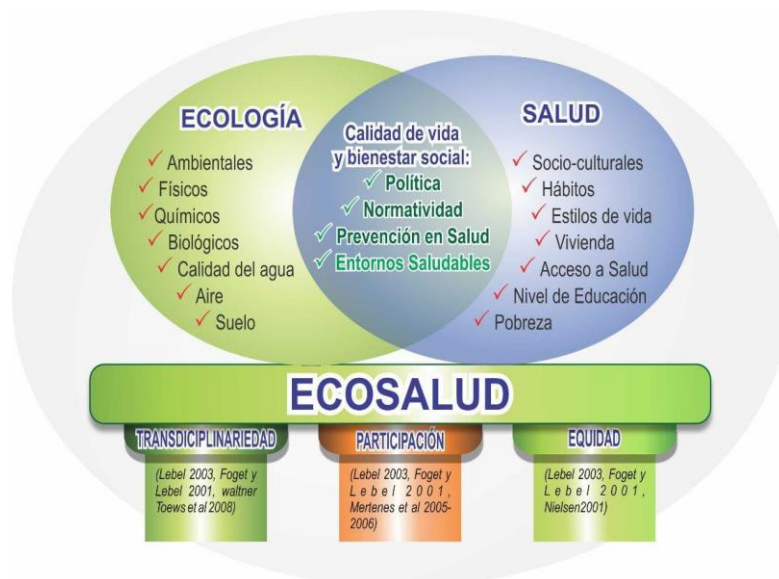 ECOLOGÍA
✓ Ambientales
✓ Físicos
✓ Químicos
✓ Biológicos
✓ Calidad del agua
✓ Aire
✓ Suelo
Calidad de vida
y bienestar social:
✓ Política
✓ Normatividad
✓ Prevención en Salud
✓ Entornos Saludables
SALUD
✓ Socio-culturales
✓ Hábitos
✓ Estilos de vida
✓ Vivienda
✓ Acceso a Salud
✓ Nivel de Educación
✓ Pobreza
ECOSALUD
TRANSDICIPLINARIEDAD
(Lebel 2003, Foget y
Lebel 2001, waltner
Toews et al 2008)
PARTICIPACIÓN
(Lebel 2003, Foget y
Lebel 2001,
Mertenes et al 2005-
2006)
EQUIDAD
(Lebel 2003, Foget y
Lebel 2001,
Nielsen2001)